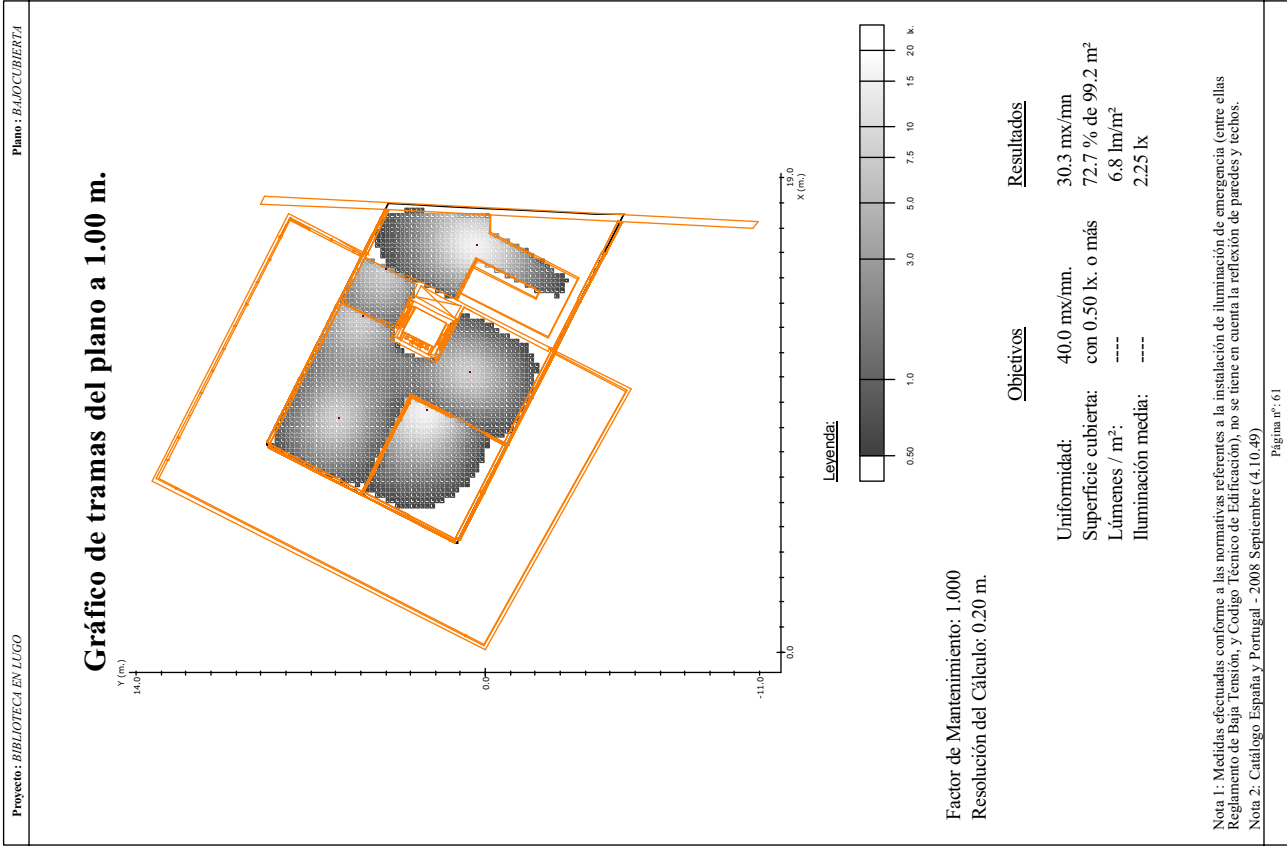 Proyecto : BIBLIOTECA EN LUGO
Plano : BAJOCUBIERTA
Gráfico de tramas del plano a 1.00 m.
Y (m.)
14.0
0.0
-11.0
0.0
19.0
X (m.)
Leyenda:
0.50 1.0 3.0 5.0 7.5 10 15 20 lx.
Factor de Mantenimiento: 1.000
Resolución del Cálculo: 0.20 m.
Objetivos Resultados
Uniformidad: 40.0 mx/mn. 30.3 mx/mn
Superficie cubierta: con 0.50 lx. o más 72.7 % de 99.2 m²
Lúmenes / m²: ---- 6.8 lm/m²
Iluminación media: ---- 2.25 lx
Nota 1: Medidas efectuadas conforme a las normativas referentes a la instalación de iluminación de emergencia (entre ellas
Reglamento de Baja Tensión, y Codigo Técnico de Edificación), no se tiene en cuenta la reflexión de paredes y techos.
Nota 2: Catálogo España y Portugal - 2008 Septiembre (4.10.49)
Página nº: 61